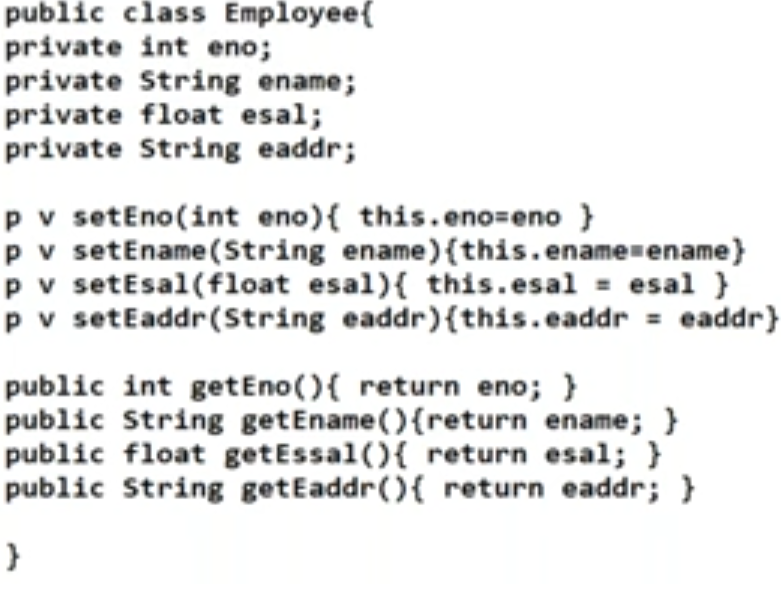 public class Employee{
private int eno;
private String ename;
private float esal;
private String eaddr;
p v setEno(int eno){ this.eno=eno }
p v setEname(String ename){this.ename=ename}
p v setEsal(float esal){ this.esal = esal }
p v setEaddr(String eaddr){this.eaddr = eaddr}
public int getEno(){ return eno; }
public String getEname(){return ename; }
public float getEssal(){ return esal; }
public String getEaddr(){ return eaddr; }
}